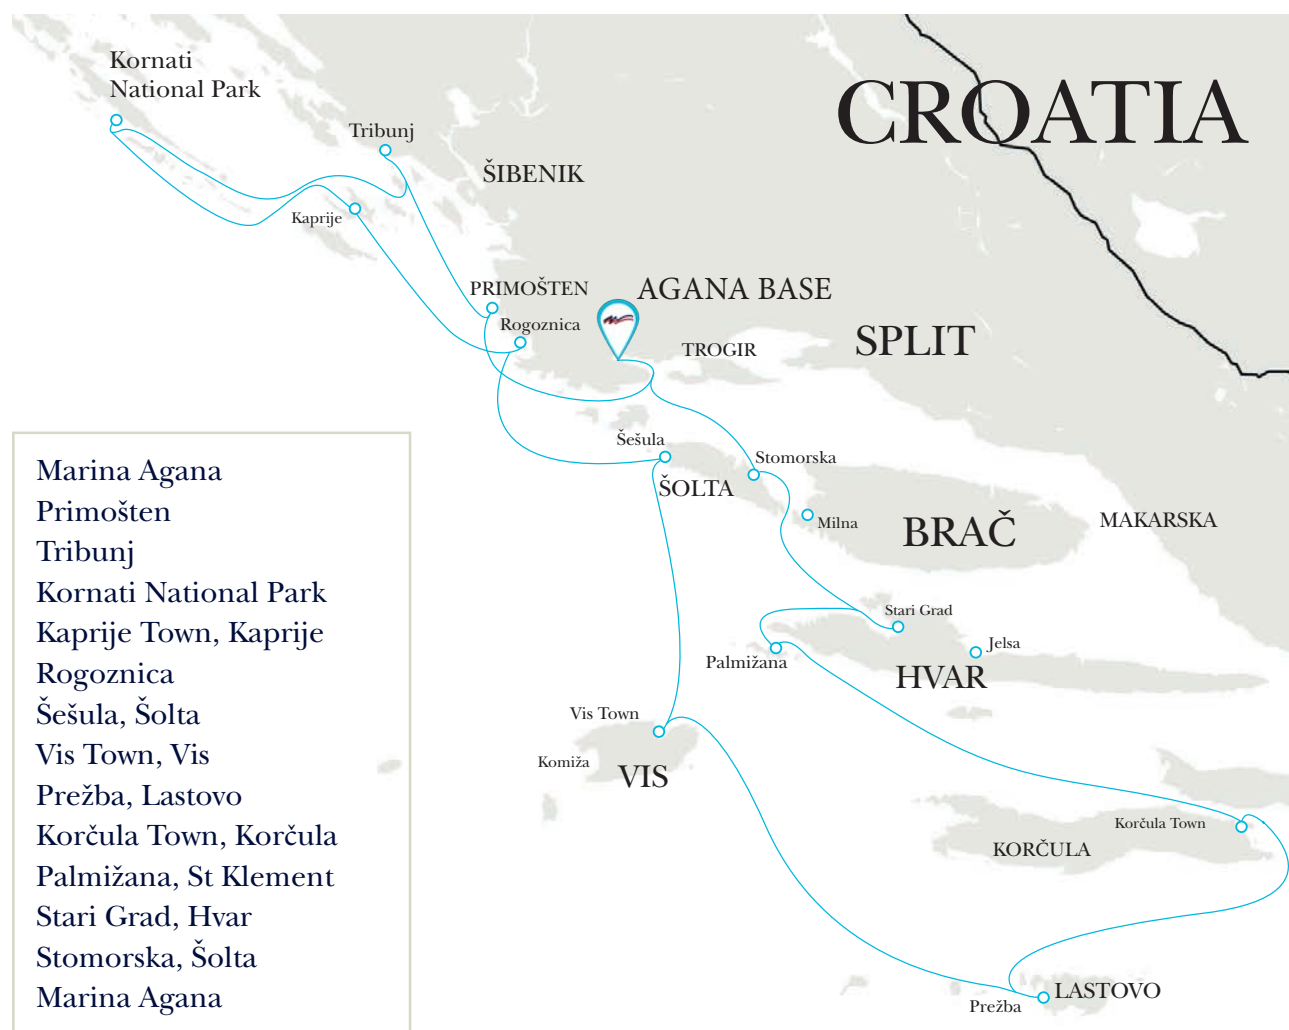 Kornati
National Park
CROATIA
Tribunj
ŠIBENIK
Kaprije
PRIMOŠTEN
AGANA BASE
Rogoznica
TROGIR
SPLIT
Šešula
Stomorska
ŠOLTA
Milna
BRAČ
MAKARSKA
Stari Grad
Jelsa
Palmižana
HVAR
Vis Town
Komiža
VIS
Korčula Town
KORČULA
LASTOVO
Prežba
Marina Agana
Primošten
Tribunj
Kornati National Park
Kaprije Town, Kaprije
Rogoznica
Šešula, Šolta
Vis Town, Vis
Prežba, Lastovo
Korčula Town, Korčula
Palmižana, St Klement
Stari Grad, Hvar
Stomorska, Šolta
Marina Agana